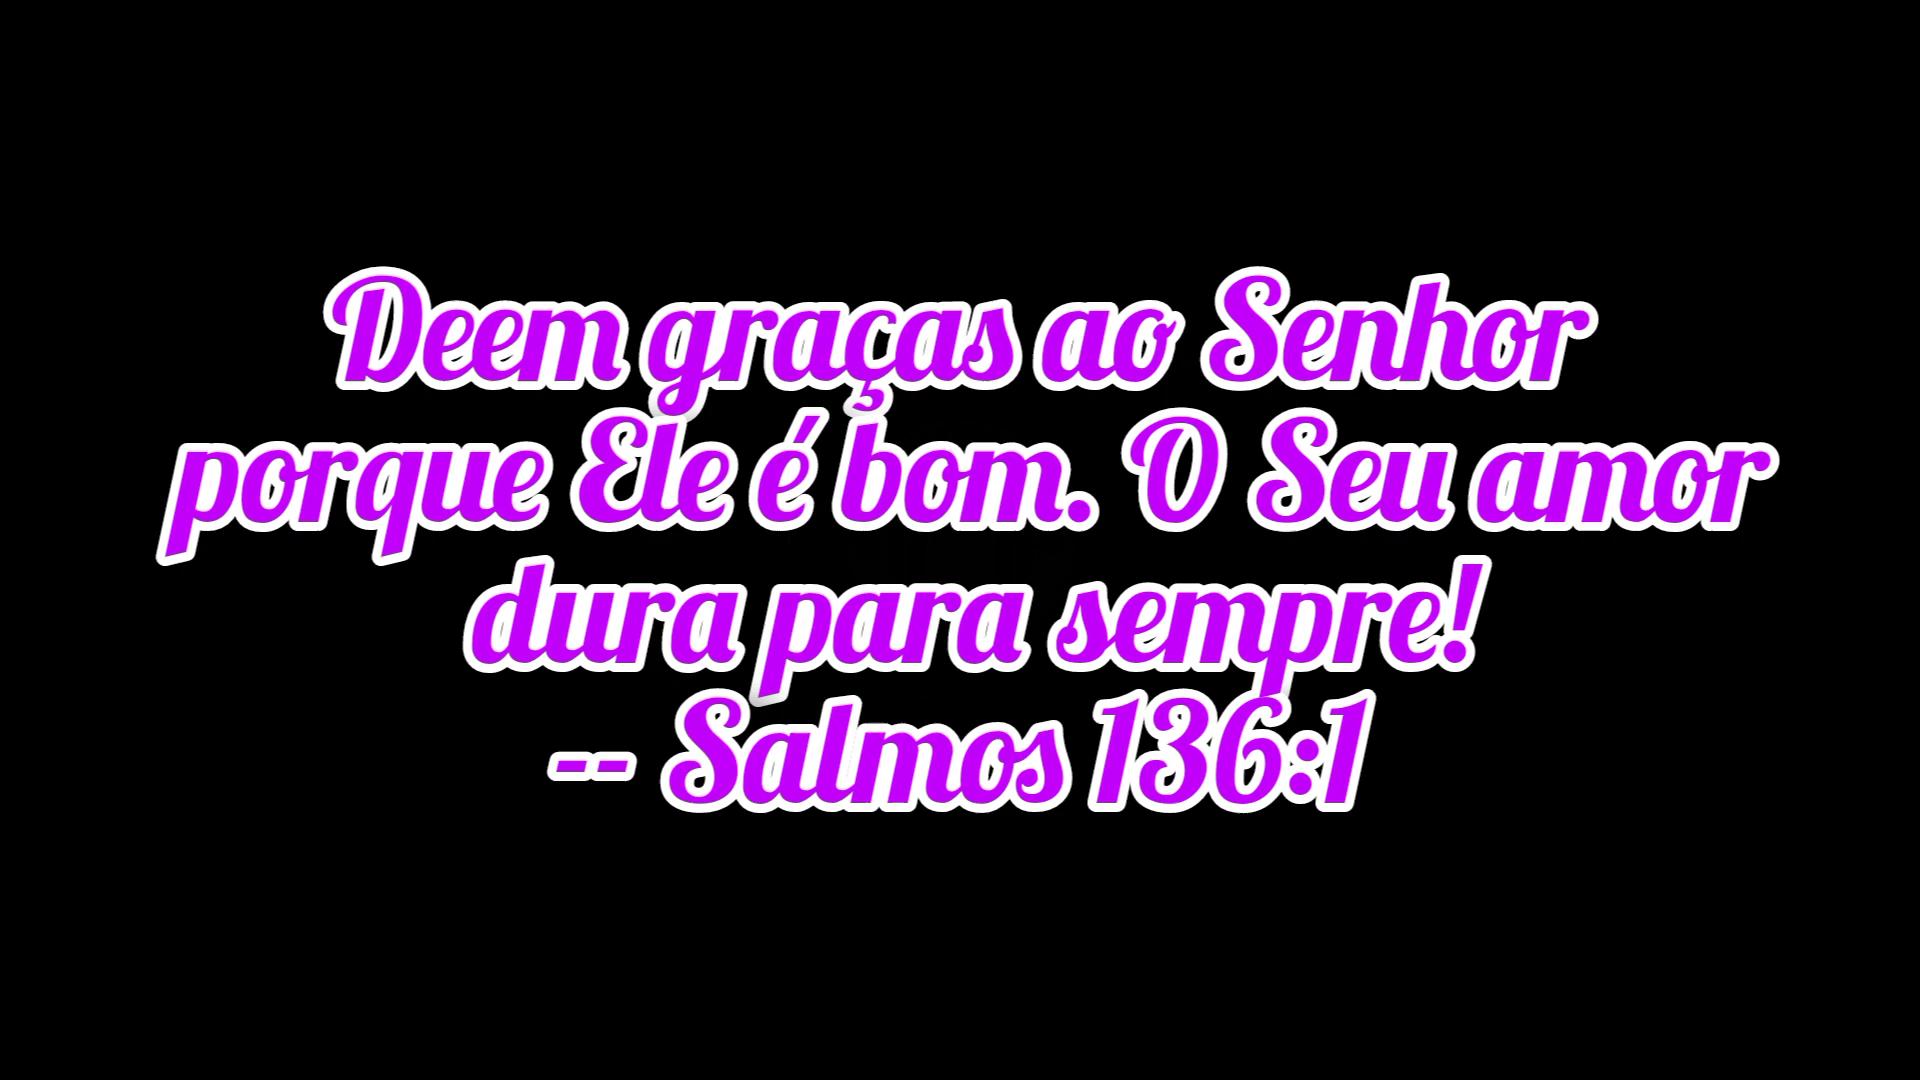 Deem graças ao Senhor
porque Ele é bom. O Seu amor
dura para sempre!
-- Salmos 136:1